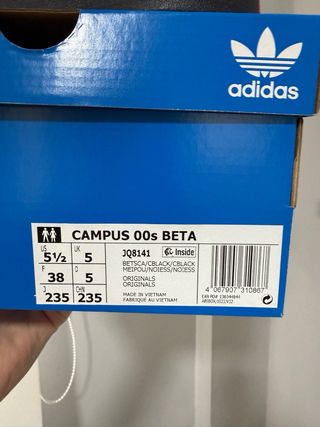 adidas
CAMPUS 00s BETA
US 5½ UK 5
F 38 D 5
J 235 CHN 235
JQ8141 Inside
BETSCA/CBLACK/CBLACK
MEIPOU/NOIESS/NOIESS
ORIGINALS
ORIGINALS
MADE IN VIETNAM
FABRIQUÉ AU VIETNAM
4 067907 310867